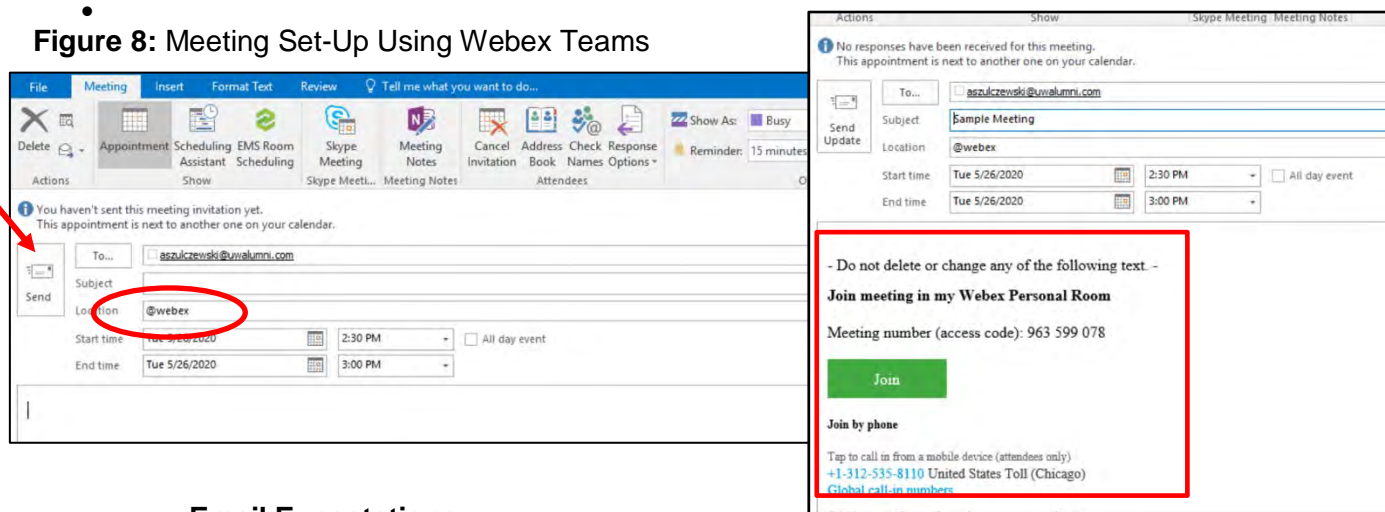 •
Figure 8: Meeting Set-Up Using Webex Teams
File Meeting Insert Format Text Review Tell me what you want to do...
Delete Appointment Scheduling Assistant EMS Room Scheduling Skype Meeting Meeting Notes Cancel Invitation Address Book Check Names Response Options Show As: Busy
Reminder: 15 minutes
Actions Show Skype Meeti... Meeting Notes Attendees
You haven't sent this meeting invitation yet.
This appointment is next to another one on your calendar.
Send
To... aszulczewski@uwalumni.com
Subject
Location @webex
Start time Tue 5/26/2020 2:30 PM All day event
End time Tue 5/26/2020 3:00 PM
Actions Show Skype Meeting Meeting Notes
No responses have been received for this meeting.
This appointment is next to another one on your calendar.
Send Update
To... aszulczewski@uwalumni.com
Subject Sample Meeting
Location @webex
Start time Tue 5/26/2020 2:30 PM All day event
End time Tue 5/26/2020 3:00 PM
- Do not delete or change any of the following text. -
Join meeting in my Webex Personal Room
Meeting number (access code): 963 599 078
Join
Join by phone
Tap to call in from a mobile device (attendees only)
+1-312-535-8110 United States Toll (Chicago)
Global call-in numbers